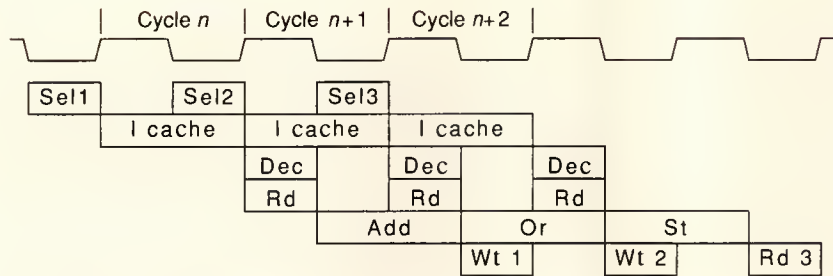 Cycle n Cycle n+1 Cycle n+2
Sel1 Sel2 Sel3
I cache I cache I cache
Dec Dec Dec
Rd Rd Rd
Add Or St
Wt 1 Wt 2 Rd 3